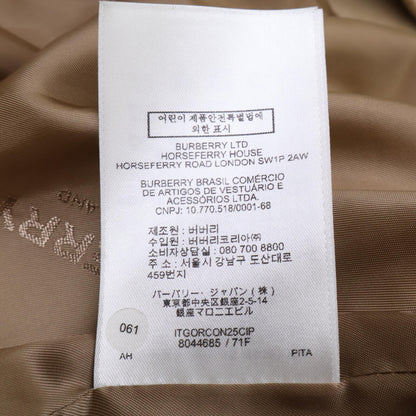 어린이 제품안전특별법에
의한 표시
BURBERRY LTD
HORSEFERRY HOUSE
HORSEFERRY ROAD LONDON SW1P 2AW
BURBERRY BRASIL COMÉRCIO
DE ARTIGOS DE VESTUÁRIO E
ACESSÓRIOS LTDA.
CNPJ: 10.770.518/0001-68
제조원 : 버버리
수입원 : 버버리코리아㈜
소비자상담실 : 080 700 8800
주 소 : 서울시 강남구 도산대로
459번지
バーバリー・ジャパン(株)
東京都中央区銀座2-5-14
銀座マロニエビル
061
ITGORCON25CIP
8044685 / 71F
AH
PITA